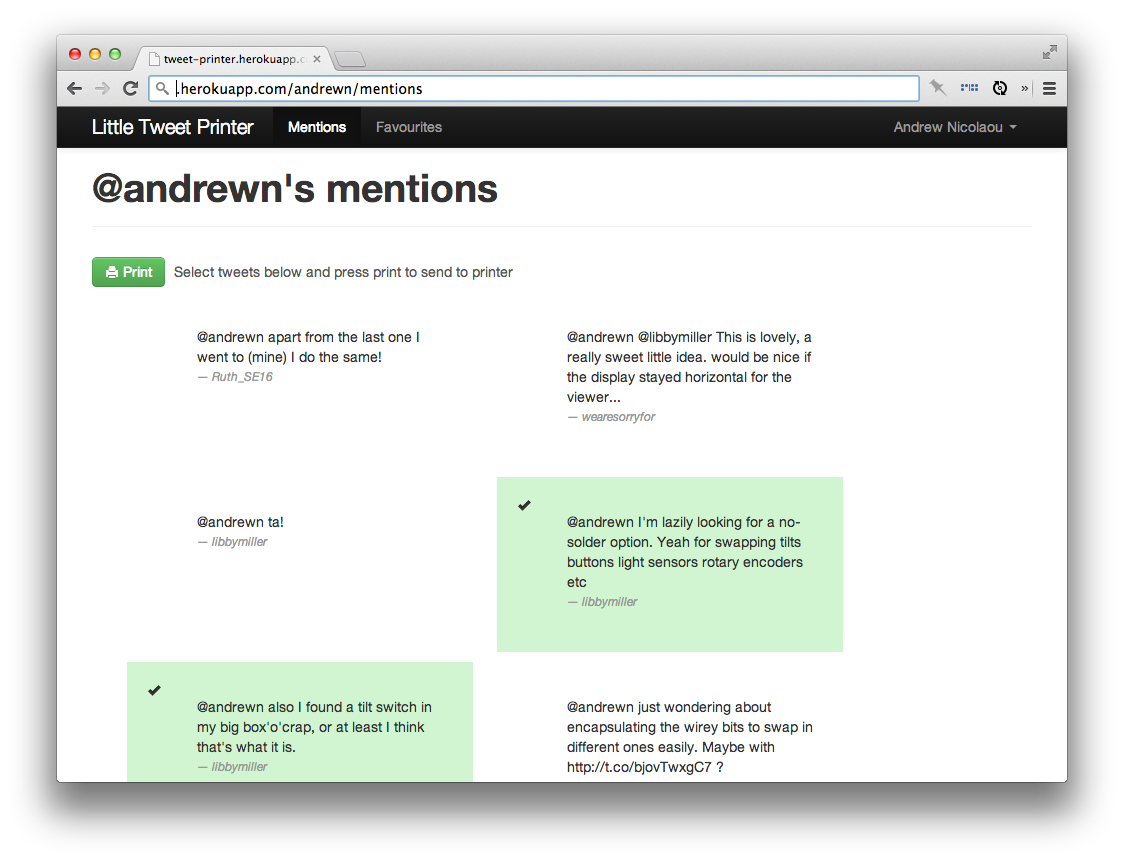 tweet-printer.herokuapp.c
.herokuapp.com/andrewn/mentions
Little Tweet Printer Mentions Favourites Andrew Nicolaou
@andrewn's mentions
Print Select tweets below and press print to send to printer
@andrewn apart from the last one I
went to (mine) I do the same!
— Ruth_SE16
@andrewn @libbymiller This is lovely, a
really sweet little idea. would be nice if
the display stayed horizontal for the
viewer...
— wearesorryfor
@andrewn ta!
— libbymiller
@andrewn I'm lazily looking for a no-
solder option. Yeah for swapping tilts
buttons light sensors rotary encoders
etc
— libbymiller
@andrewn also I found a tilt switch in
my big box'o'crap, or at least I think
that's what it is.
— libbymiller
@andrewn just wondering about
encapsulating the wirey bits to swap in
different ones easily. Maybe with
http://t.co/bjovTwxgC7 ?